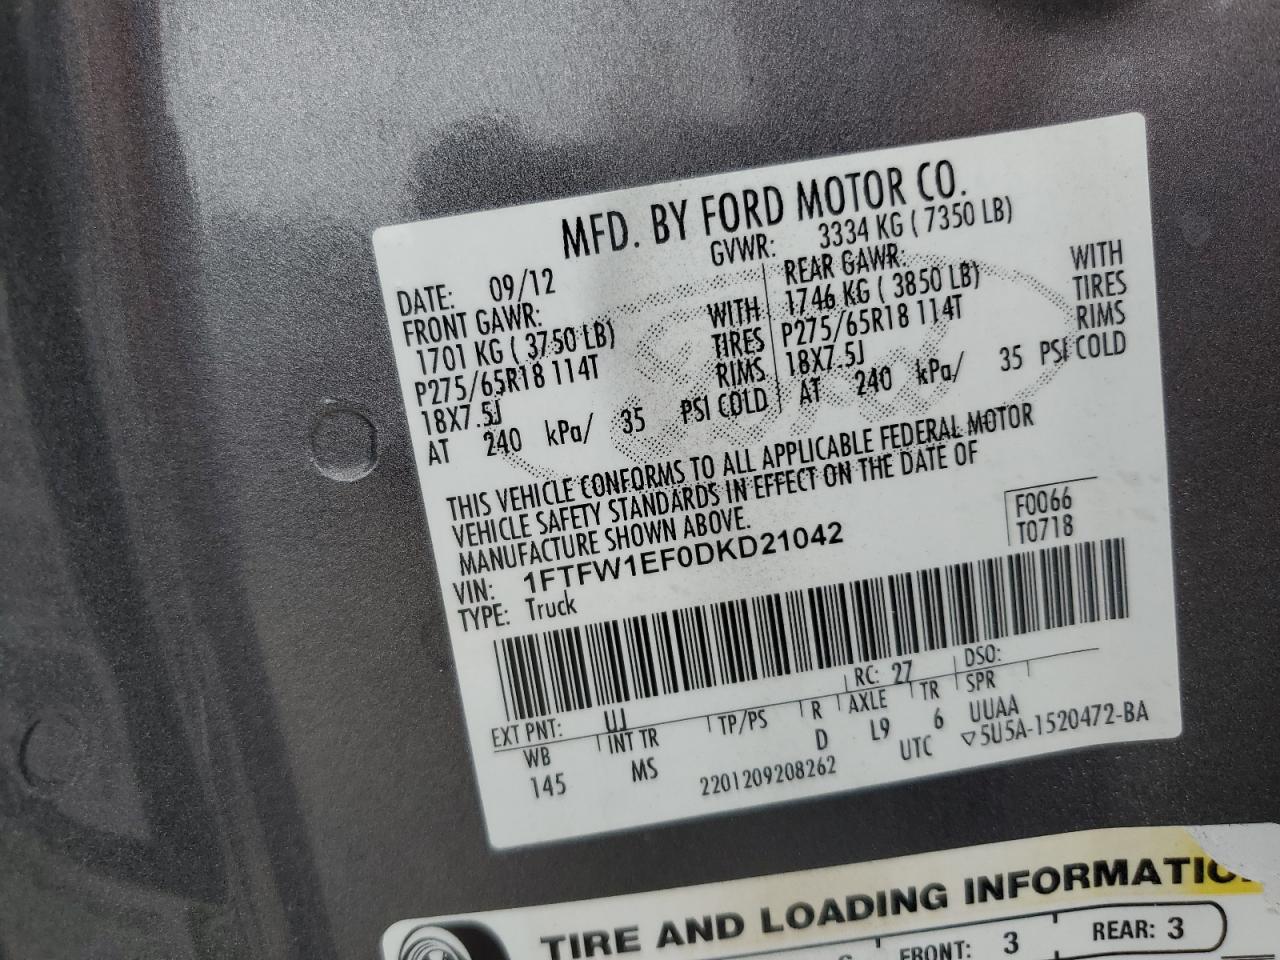 MFD. BY FORD MOTOR CO.
DATE: 09/12 GVWR: 3334 KG ( 7350 LB)
FRONT GAWR: REAR GAWR:
1701 KG ( 3750 LB) WITH 1746 KG ( 3850 LB) WITH
P275/65R18 114T TIRES P275/65R18 114T TIRES
18X7.5J RIMS 18X7.5J RIMS
AT 240 kPa/ 35 PSI COLD AT 240 kPa/ 35 PSI COLD
THIS VEHICLE CONFORMS TO ALL APPLICABLE FEDERAL MOTOR
VEHICLE SAFETY STANDARDS IN EFFECT ON THE DATE OF
MANUFACTURE SHOWN ABOVE.
F0066
VIN: 1FTFW1EF0DKD21042 T0718
TYPE: Truck
EXT PNT: UJ RC: 27 DSO:
WB INT TR TP/PS R AXLE TR SPR
145 MS D L9 6 UUAA
2201209208262 UTC ▽5U5A-1520472-BA
TIRE AND LOADING INFORMATIO
FRONT: 3 REAR: 3